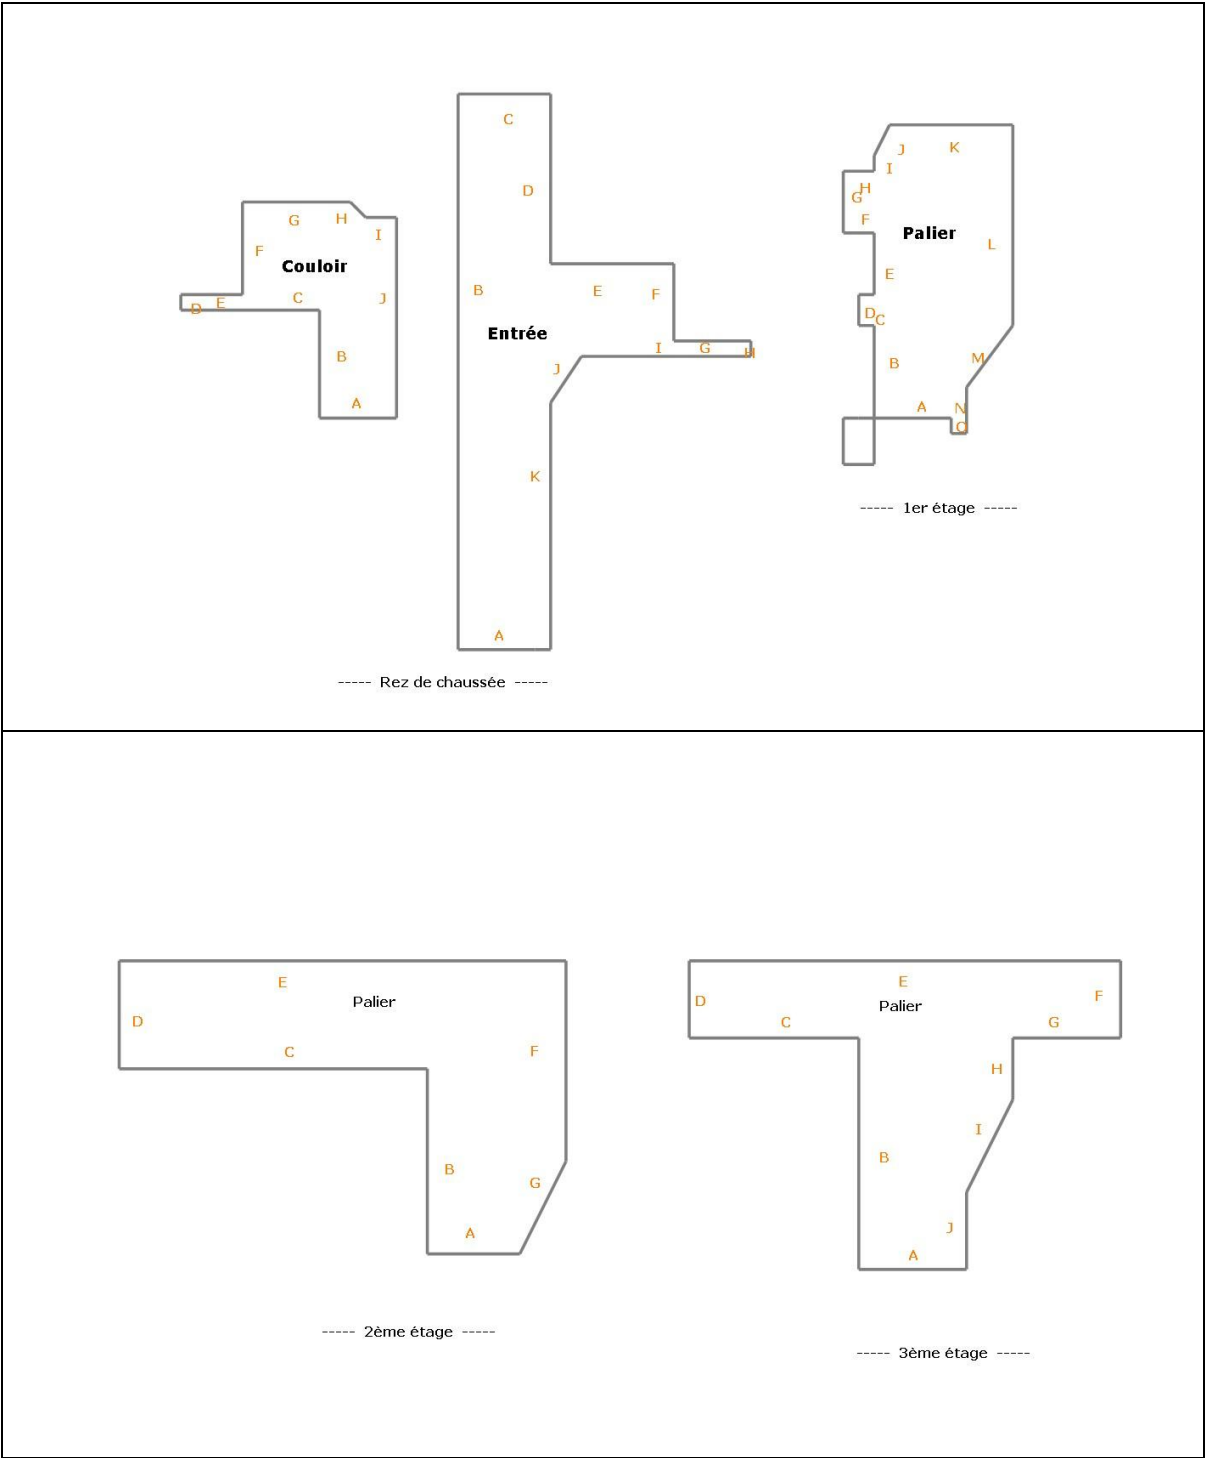 C
D
G
H
F
I
Couloir
D
E
C
J
B
A
B
E
F
Entrée
I
G
H
J
K
A
----- Rez de chaussée -----
J
K
I
H
G
F
Palier
L
E
D
C
B
M
A
N
O
----- 1er étage -----
E
Palier
D
C
F
B
G
A
----- 2ème étage -----
E
D
Palier
F
C
G
H
I
B
J
A
----- 3ème étage -----